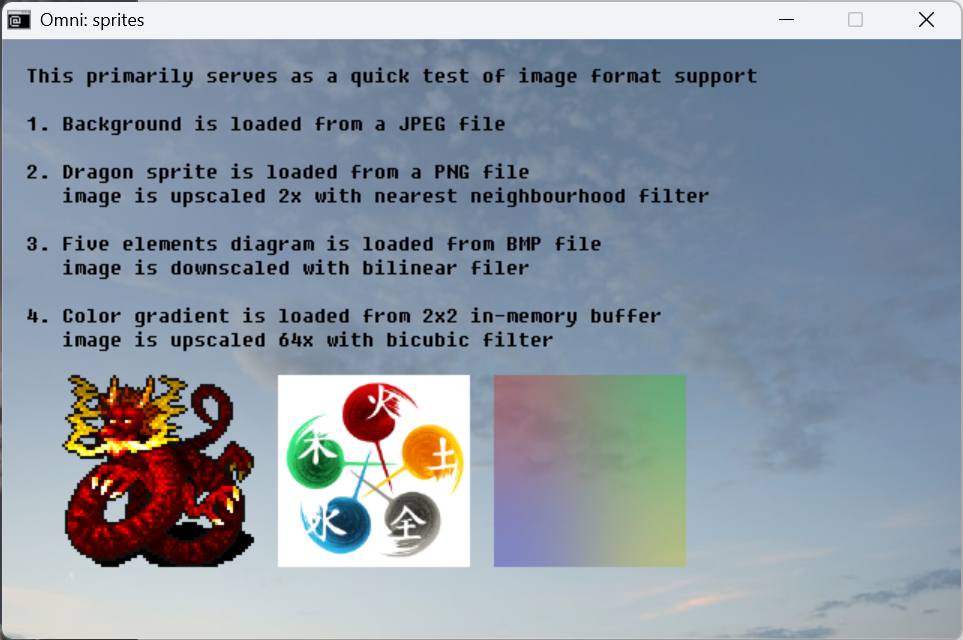 Omni: sprites
This primarily serves as a quick test of image format support
1. Background is loaded from a JPEG file
2. Dragon sprite is loaded from a PNG file
image is upscaled 2x with nearest neighbourhood filter
3. Five elements diagram is loaded from BMP file
image is downscaled with bilinear filer
4. Color gradient is loaded from 2x2 in-memory buffer
image is upscaled 64x with bicubic filter
火
木
土
水
全